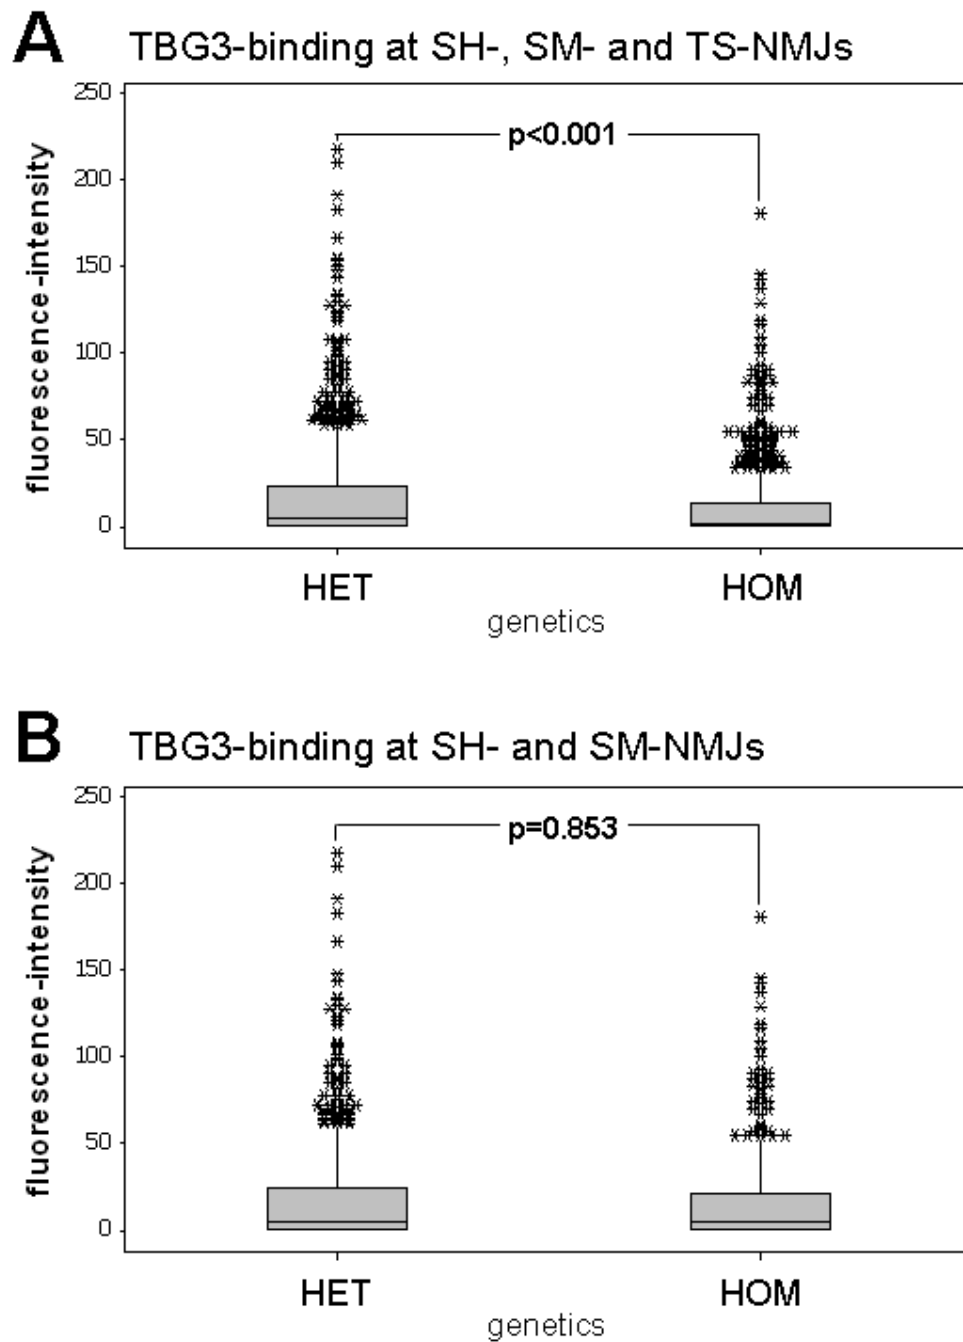 A
TBG3-binding at SH-, SM- and TS-NMJs
250
200
150
100
50
0
fluorescence-intensity
p<0.001
HET
HOM
genetics
B
TBG3-binding at SH- and SM-NMJs
250
200
150
100
50
0
fluorescence-intensity
p=0.853
HET
HOM
genetics